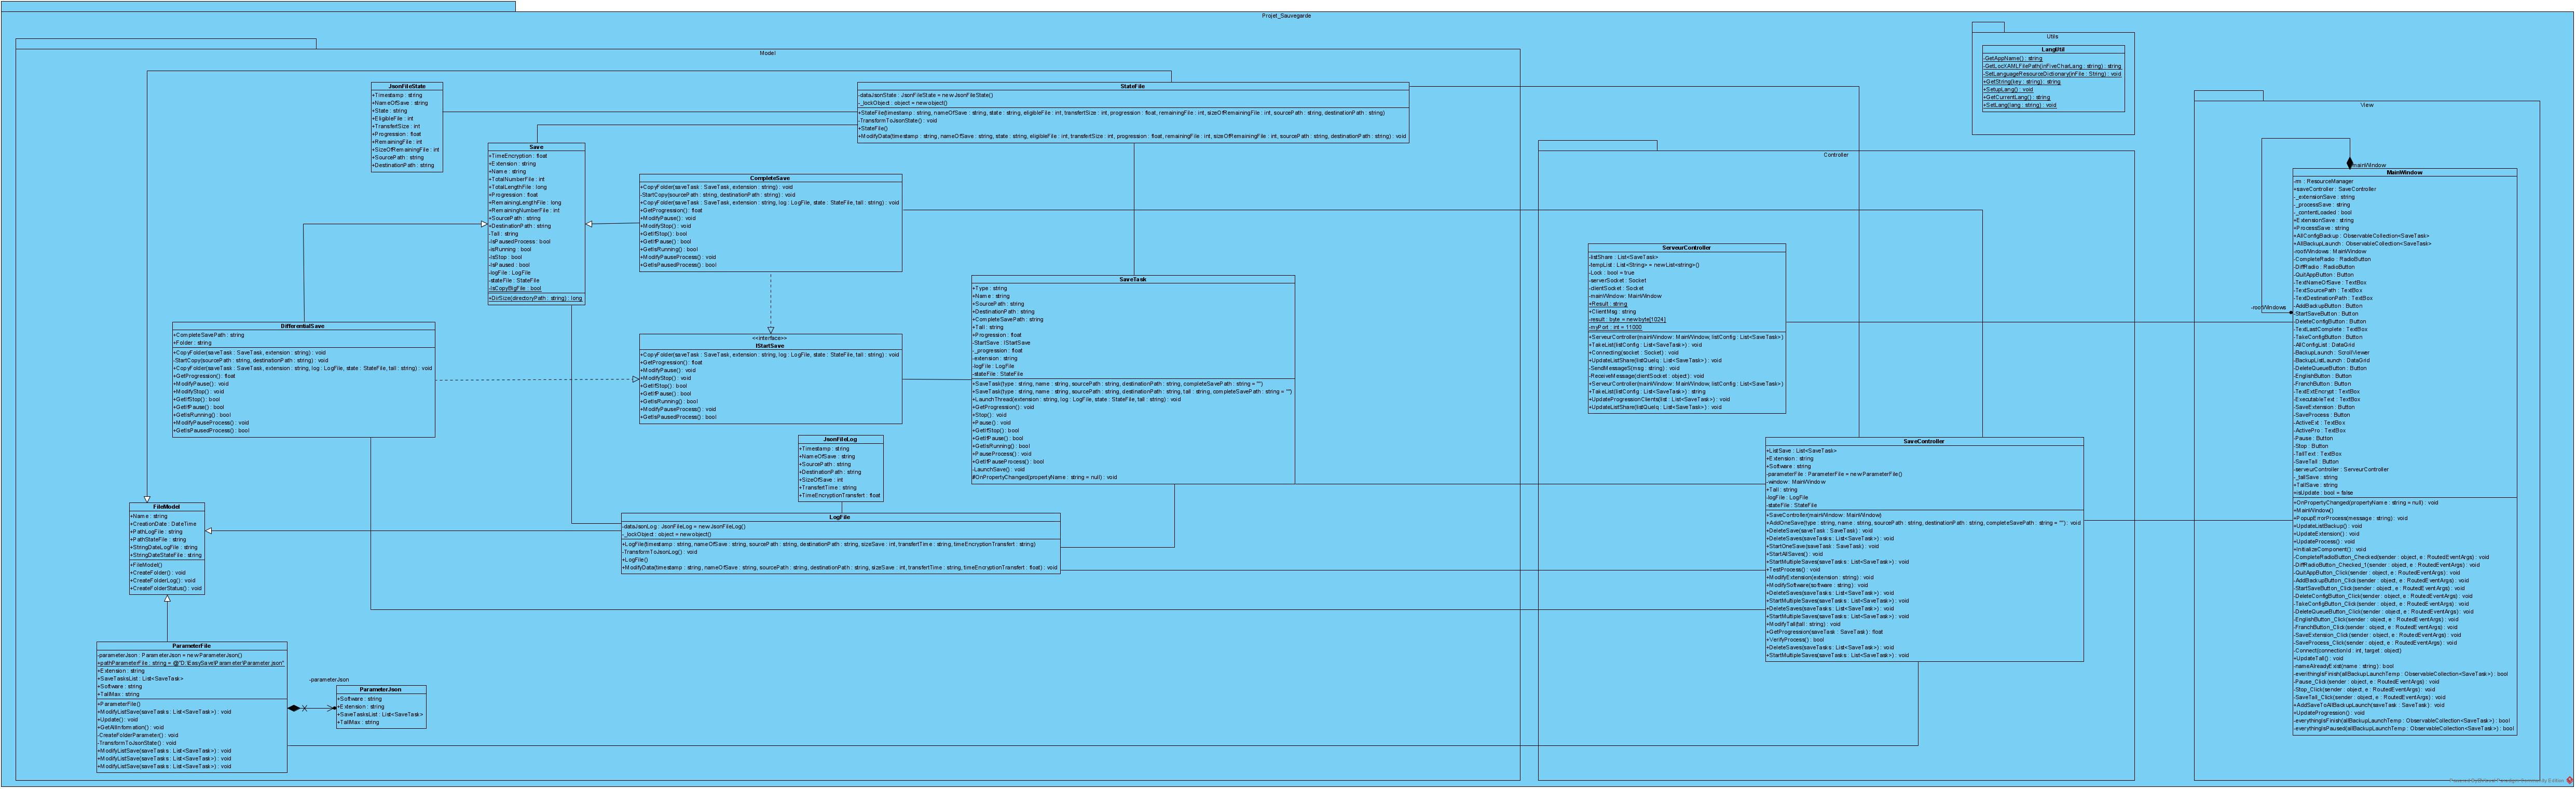 Projet_Sauvegarde
Model
JsonFileState
+Timestamp : string
+NameOfSave : string
+State : string
+EligibleFile : int
+TransfertSize : int
+Progression : float
+RemainingFile : int
+SizeOfRemainingFile : int
+SourcePath : string
+DestinationPath : string
StateFile
-dataJsonState : JsonFileState = new JsonFileState()
-_lockObject : object = new object()
+StateFile(timestamp : string, nameOfSave : string, state : string, eligibleFile : int, transfertSize : int, progression : float, remainingFile : int, sizeOfRemainingFile : int, sourcePath : string, destinationPath : string)
-TransformToJsonState() : void
+StateFile()
+ModifyData(timestamp : string, nameOfSave : string, state : string, eligibleFile : int, transfertSize : int, progression : float, remainingFile : int, sizeOfRemainingFile : int, sourcePath : string, destinationPath : string) : void
Save
+TimeEncryption : float
+Extension : string
+Name : string
+TotalNumberFile : int
+TotalLengthFile : long
+Progression : float
+RemainingLengthFile : long
+RemainingNumberFile : int
+SourcePath : string
+DestinationPath : string
-Tail : string
-IsPausedProcess : bool
-isRunning : bool
-IsStop : bool
-IsPaused : bool
-logFile : LogFile
-stateFile : StateFile
-IsCopyBigFile : bool
+DirSize(directoryPath : string) : long
CompleteSave
+CopyFolder(saveTask : SaveTask, extension : string) : void
-StartCopy(sourcePath : string, destinationPath : string) : void
+CopyFolder(saveTask : SaveTask, extension : string, log : LogFile, state : StateFile, tail : string) : void
+GetProgression() : float
+ModifyPause() : void
+ModifyStop() : void
+GetIfStop() : bool
+GetIfPause() : bool
+GetIsRunning() : bool
+ModifyPauseProcess() : void
+GetIsPausedProcess() : bool
SaveTask
+Type : string
+Name : string
+SourcePath : string
+DestinationPath : string
+CompleteSavePath : string
+Tail : string
+Progression : float
-StartSave : IStartSave
-_progression : float
-extension : string
-logFile : LogFile
-stateFile : StateFile
+SaveTask(type : string, name : string, sourcePath : string, destinationPath : string, completeSavePath : string = "")
+SaveTask(type : string, name : string, sourcePath : string, destinationPath : string, tail : string, completeSavePath : string = "")
+LaunchThread(extension : string, log : LogFile, state : StateFile, tail : string) : void
+GetProgression() : void
+Stop() : void
+Pause() : void
+GetIfStop() : bool
+GetIfPause() : bool
+GetIsRunning() : bool
+PauseProcess() : void
+GetIfPauseProcess() : bool
-LaunchSave() : void
#OnPropertyChanged(propertyName : string = null) : void
DifferentialSave
+CompleteSavePath : string
+Folder : string
+CopyFolder(saveTask : SaveTask, extension : string) : void
-StartCopy(sourcePath : string, destinationPath : string) : void
+CopyFolder(saveTask : SaveTask, extension : string, log : LogFile, state : StateFile, tail : string) : void
+GetProgression() : float
+ModifyPause() : void
+ModifyStop() : void
+GetIfStop() : bool
+GetIfPause() : bool
+GetIsRunning() : bool
+ModifyPauseProcess() : void
+GetIsPausedProcess() : bool
<<interface>>
IStartSave
+CopyFolder(saveTask : SaveTask, extension : string, log : LogFile, state : StateFile, tail : string) : void
+GetProgression() : float
+ModifyPause() : void
+ModifyStop() : void
+GetIfStop() : bool
+GetIfPause() : bool
+GetIsRunning() : bool
+ModifyPauseProcess() : void
+GetIsPausedProcess() : bool
JsonFileLog
+Timestamp : string
+NameOfSave : string
+SourcePath : string
+DestinationPath : string
+SizeOfSave : int
+TransfertTime : string
+TimeEncryptionTransfert : float
LogFile
-dataJsonLog : JsonFileLog = new JsonFileLog()
-_lockObject : object = new object()
+LogFile(timestamp : string, nameOfSave : string, sourcePath : string, destinationPath : string, sizeSave : int, transfertTime : string, timeEncryptionTransfert : string)
-TransformToJsonLog() : void
+LogFile()
+ModifyData(timestamp : string, nameOfSave : string, sourcePath : string, destinationPath : string, sizeSave : int, transfertTime : string, timeEncryptionTransfert : float) : void
FileModel
+Name : string
+CreationDate : DateTime
+PathLogFile : string
+PathStateFile : string
+StringDateLogFile : string
+StringDateStateFile : string
+FileModel()
+CreateFolder() : void
+CreateFolderLog() : void
+CreateFolderStatus() : void
ParameterFile
-parameterJson : ParameterJson = new ParameterJson()
+pathParameterFile : string = @"D:\EasySave\Parameter\Parameter.json"
+Extension : string
+SaveTasksList : List<SaveTask>
+Software : string
+TailMax : string
+ParameterFile()
+ModifyListSave(saveTasks : List<SaveTask>) : void
+Update() : void
+GetAllInformation() : void
-CreateFolderParameter() : void
-TransformToJsonState() : void
+ModifyListSave(saveTasks : List<SaveTask>) : void
+ModifyListSave(saveTasks : List<SaveTask>) : void
+ModifyListSave(saveTasks : List<SaveTask>) : void
-parameterJson
ParameterJson
+Software : string
+Extension : string
+SaveTasksList : List<SaveTask>
+TailMax : string
Controller
ServeurController
-listShare : List<SaveTask>
-tempList : List<String> = new List<string>()
-Lock : bool = true
-serverSocket : Socket
-clientSocket : Socket
-mainWindow : MainWindow
+Result : string
+ClientMsg : string
-result : byte = new byte[1024]
-myPort : int = 11000
+ServeurController(mainWindow : MainWindow, listConfig : List<SaveTask>)
+TakeList(listConfig : List<SaveTask>) : void
+Connecting(socket : Socket) : void
+UpdateListShare(listQuelq : List<SaveTask>) : void
-SendMessageS(msg : string) : void
-ReceiveMessage(clientSocket : object) : void
+ServeurController(mainWindow : MainWindow, listConfig : List<SaveTask>)
+TakeList(listConfig : List<SaveTask>) : string
+UpdateProgressionClients(list : List<SaveTask>) : void
+UpdateListShare(listQuelq : List<SaveTask>) : void
SaveController
+ListSave : List<SaveTask>
+Extension : string
+Software : string
-parameterFile : ParameterFile = new ParameterFile()
-window : MainWindow
+Tail : string
-logFile : LogFile
-stateFile : StateFile
+SaveController(mainWindow : MainWindow)
+AddOneSave(type : string, name : string, sourcePath : string, destinationPath : string, completeSavePath : string = "") : void
+DeleteSave(saveTask : SaveTask) : void
+DeleteSaves(saveTasks : List<SaveTask>) : void
+StartOneSave(saveTask : SaveTask) : void
+StartAllSaves() : void
+StartMultipleSaves(saveTasks : List<SaveTask>) : void
+TestProcess() : void
+ModifyExtension(extension : string) : void
+ModifySoftware(software : string) : void
+DeleteSaves(saveTasks : List<SaveTask>) : void
+StartMultipleSaves(saveTasks : List<SaveTask>) : void
+DeleteSaves(saveTasks : List<SaveTask>) : void
+StartMultipleSaves(saveTasks : List<SaveTask>) : void
+ModifyTail(tail : string) : void
+GetProgression(saveTask : SaveTask) : float
+VerifyProcess() : bool
+DeleteSaves(saveTasks : List<SaveTask>) : void
+StartMultipleSaves(saveTasks : List<SaveTask>) : void
Utile
LangUtil
-GetAppName() : string
-GetLocXAMLFilePath(inFiveCharLang : string) : string
-SetLanguageResourceDictionary(inFile : String) : void
+GetString(key : string) : string
+SetupLang() : void
+GetCurrentLang() : string
+SetLang(lang : string) : void
View
-mainWindow
-rootWindows
MainWindow
-rm : ResourceManager
+saveController : SaveController
-_extensionSave : string
-_processSave : string
-_contentLoaded : bool
+ExtensionSave : string
+ProcessSave : string
+AllConfigBackup : ObservableCollection<SaveTask>
+AllBackupLaunch : ObservableCollection<SaveTask>
-rootWindows : MainWindow
-CompleteRadio : RadioButton
-DiffRadio : RadioButton
-QuitAppButton : Button
-TextNameOfSave : TextBox
-TextSourcePath : TextBox
-TextDestinationPath : TextBox
-AddBackupButton : Button
-StartSaveButton : Button
-DeleteConfigButton : Button
-TextLastComplete : TextBox
-TakeConfigButton : Button
-AllConfigList : DataGrid
-BackupLaunch : ScrollViewer
-BackupListLaunch : DataGrid
-DeleteQueueButton : Button
-EnglishButton : Button
-FranchButton : Button
-TextExtEncrypt : TextBox
-ExecutableText : TextBox
-SaveExtension : Button
-SaveProcess : Button
-ActiveExt : TextBox
-ActivePro : TextBox
-Pause : Button
-Stop : Button
-TailText : TextBox
-SaveTail : Button
-serveurController : ServeurController
-_tailSave : string
+TailSave : string
+isUpdate : bool = false
+OnPropertyChanged(propertyName : string = null) : void
+MainWindow()
+PopupErrorProcess(message : string) : void
+UpdateListBackup() : void
+UpdateExtension() : void
+UpdateProcess() : void
+InitializeComponent() : void
-CompleteRadioButton_Checked(sender : object, e : RoutedEventArgs) : void
-DiffRadioButton_Checked_1(sender : object, e : RoutedEventArgs) : void
-QuitAppButton_Click(sender : object, e : RoutedEventArgs) : void
-AddBackupButton_Click(sender : object, e : RoutedEventArgs) : void
-StartSaveButton_Click(sender : object, e : RoutedEventArgs) : void
-DeleteConfigButton_Click(sender : object, e : RoutedEventArgs) : void
-TakeConfigButton_Click(sender : object, e : RoutedEventArgs) : void
-DeleteQueueButton_Click(sender : object, e : RoutedEventArgs) : void
-EnglishButton_Click(sender : object, e : RoutedEventArgs) : void
-FranchButton_Click(sender : object, e : RoutedEventArgs) : void
-SaveExtension_Click(sender : object, e : RoutedEventArgs) : void
-SaveProcess_Click(sender : object, e : RoutedEventArgs) : void
-Connect(connectionId : int, target : object)
+UpdateTail() : void
-nameAlreadyExist(name : string) : bool
-everithingIsFinish(allBackupLaunchTemp : ObservableCollection<SaveTask>) : bool
-Pause_Click(sender : object, e : RoutedEventArgs) : void
-Stop_Click(sender : object, e : RoutedEventArgs) : void
-SaveTail_Click(sender : object, e : RoutedEventArgs) : void
+AddSaveToAllBackupLaunch(saveTask : SaveTask) : void
+UpdateProgression() : void
-everythingIsFinish(allBackupLaunchTemp : ObservableCollection<SaveTask>) : bool
-everythingIsPaused(allBackupLaunchTemp : ObservableCollection<SaveTask>) : bool